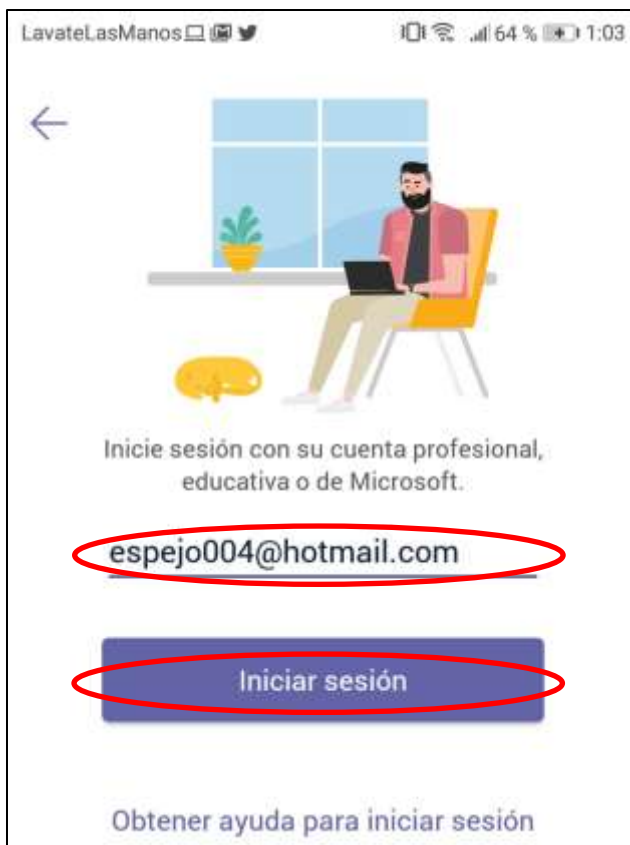 LavateLasManos 64 % 1:03
Inicie sesión con su cuenta profesional,
educativa o de Microsoft.
espejo004@hotmail.com
Iniciar sesión
Obtener ayuda para iniciar sesión